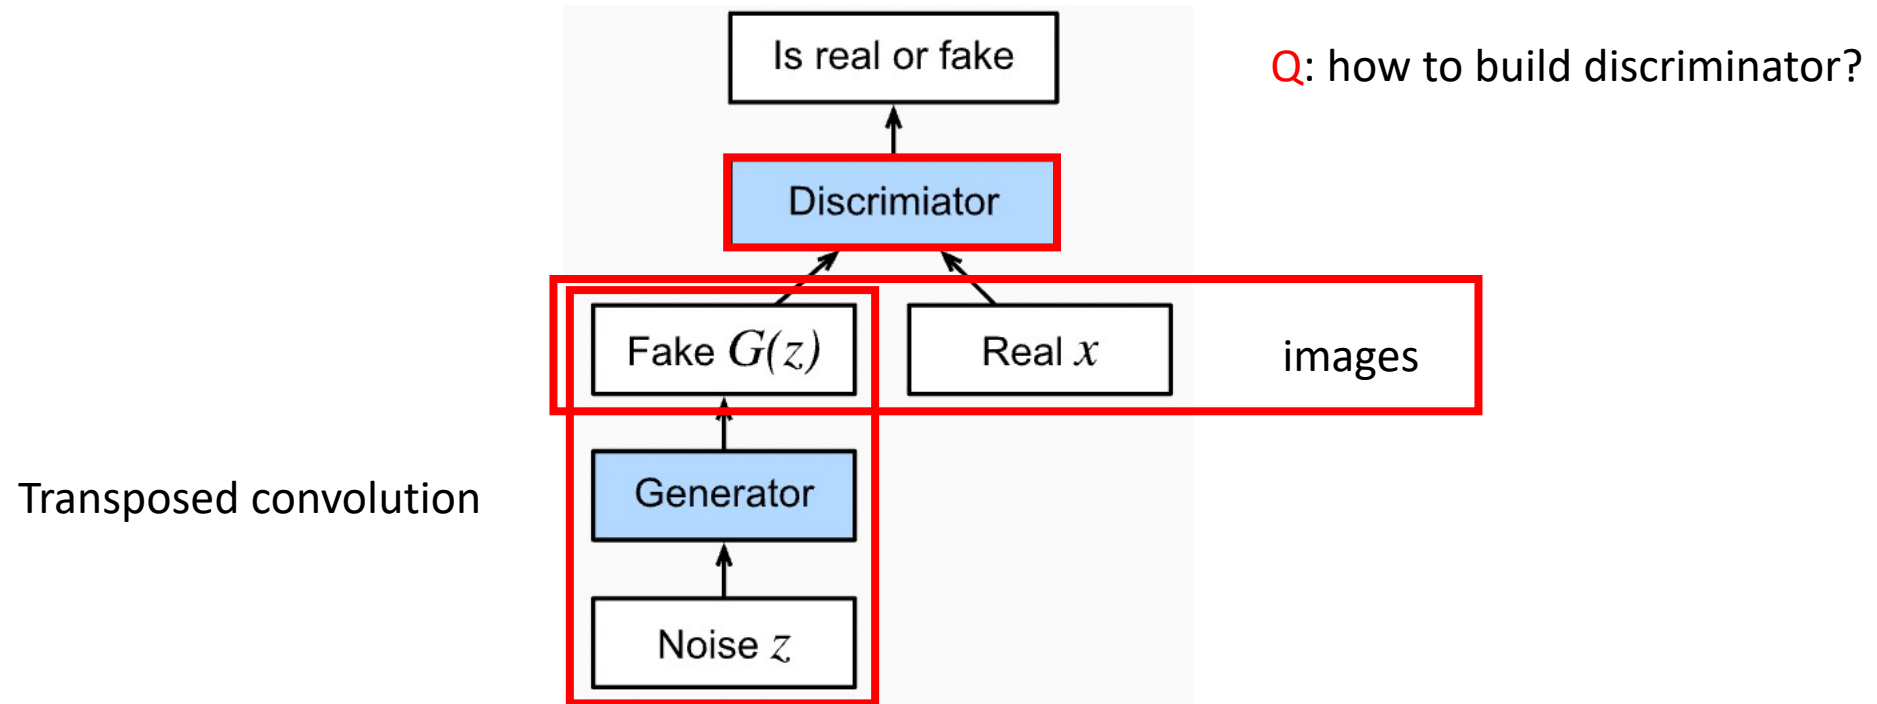 Is real or fake
Q: how to build discriminator?
Discrimiator
Fake G(z)
Real x
images
Transposed convolution
Generator
Noise z